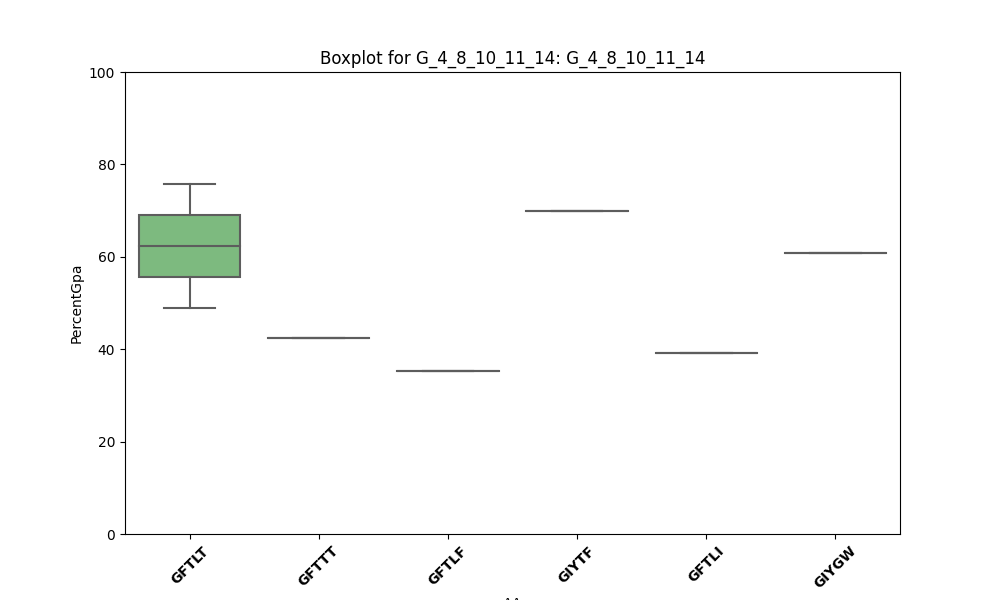 Boxplot for G_4_8_10_11_14: G_4_8_10_11_14
100
80
60
40
20
0
PercentGpa
GFTLT
GFTTT
GFTLF
GIYTF
GFTLI
GIYGW